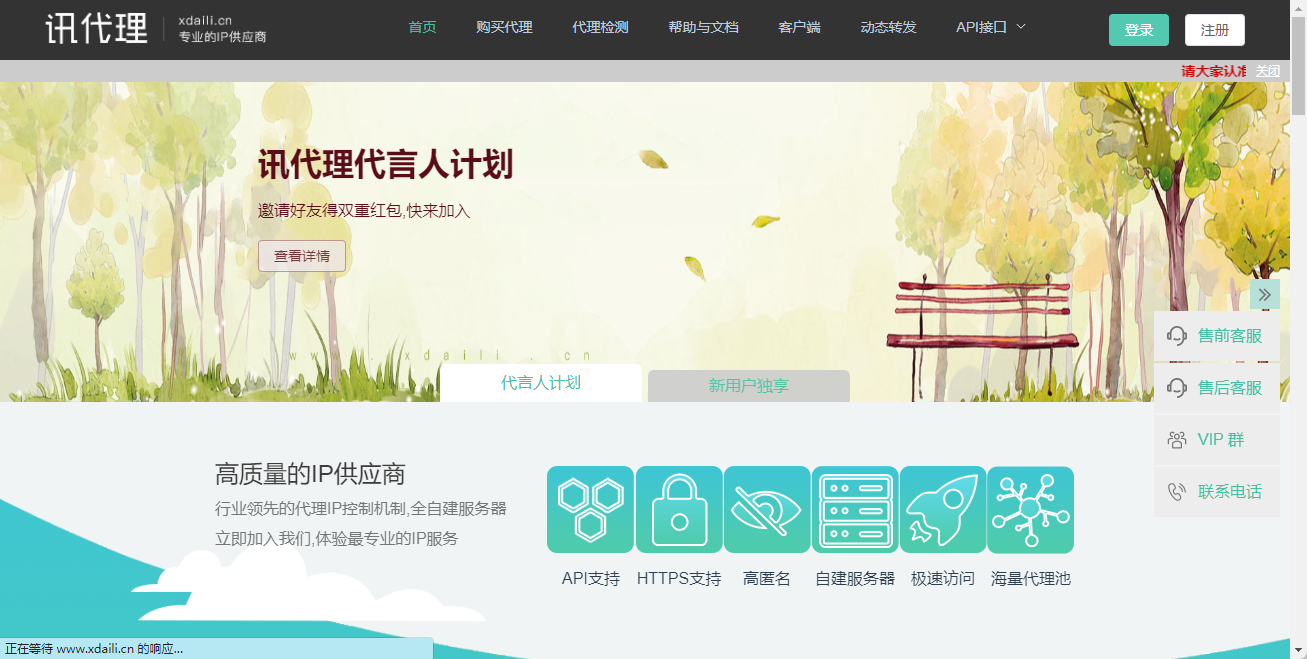 讯代理
xdaili.cn
专业的IP供应商
首页
购买代理
代理检测
帮助与文档
客户端
动态转发
API接口
登录
注册
请大家认准
关闭
讯代理代言人计划
邀请好友得双重红包,快来加入
查看详情
www.xdaili.cn
代言人计划
新用户独享
售前客服
售后客服
VIP 群
联系电话
高质量的IP供应商
行业领先的代理IP控制机制,全自建服务器
立即加入我们,体验最专业的IP服务
API支持
HTTPS支持
高匿名
自建服务器
极速访问
海量代理池
正在等待 www.xdaili.cn 的响应...